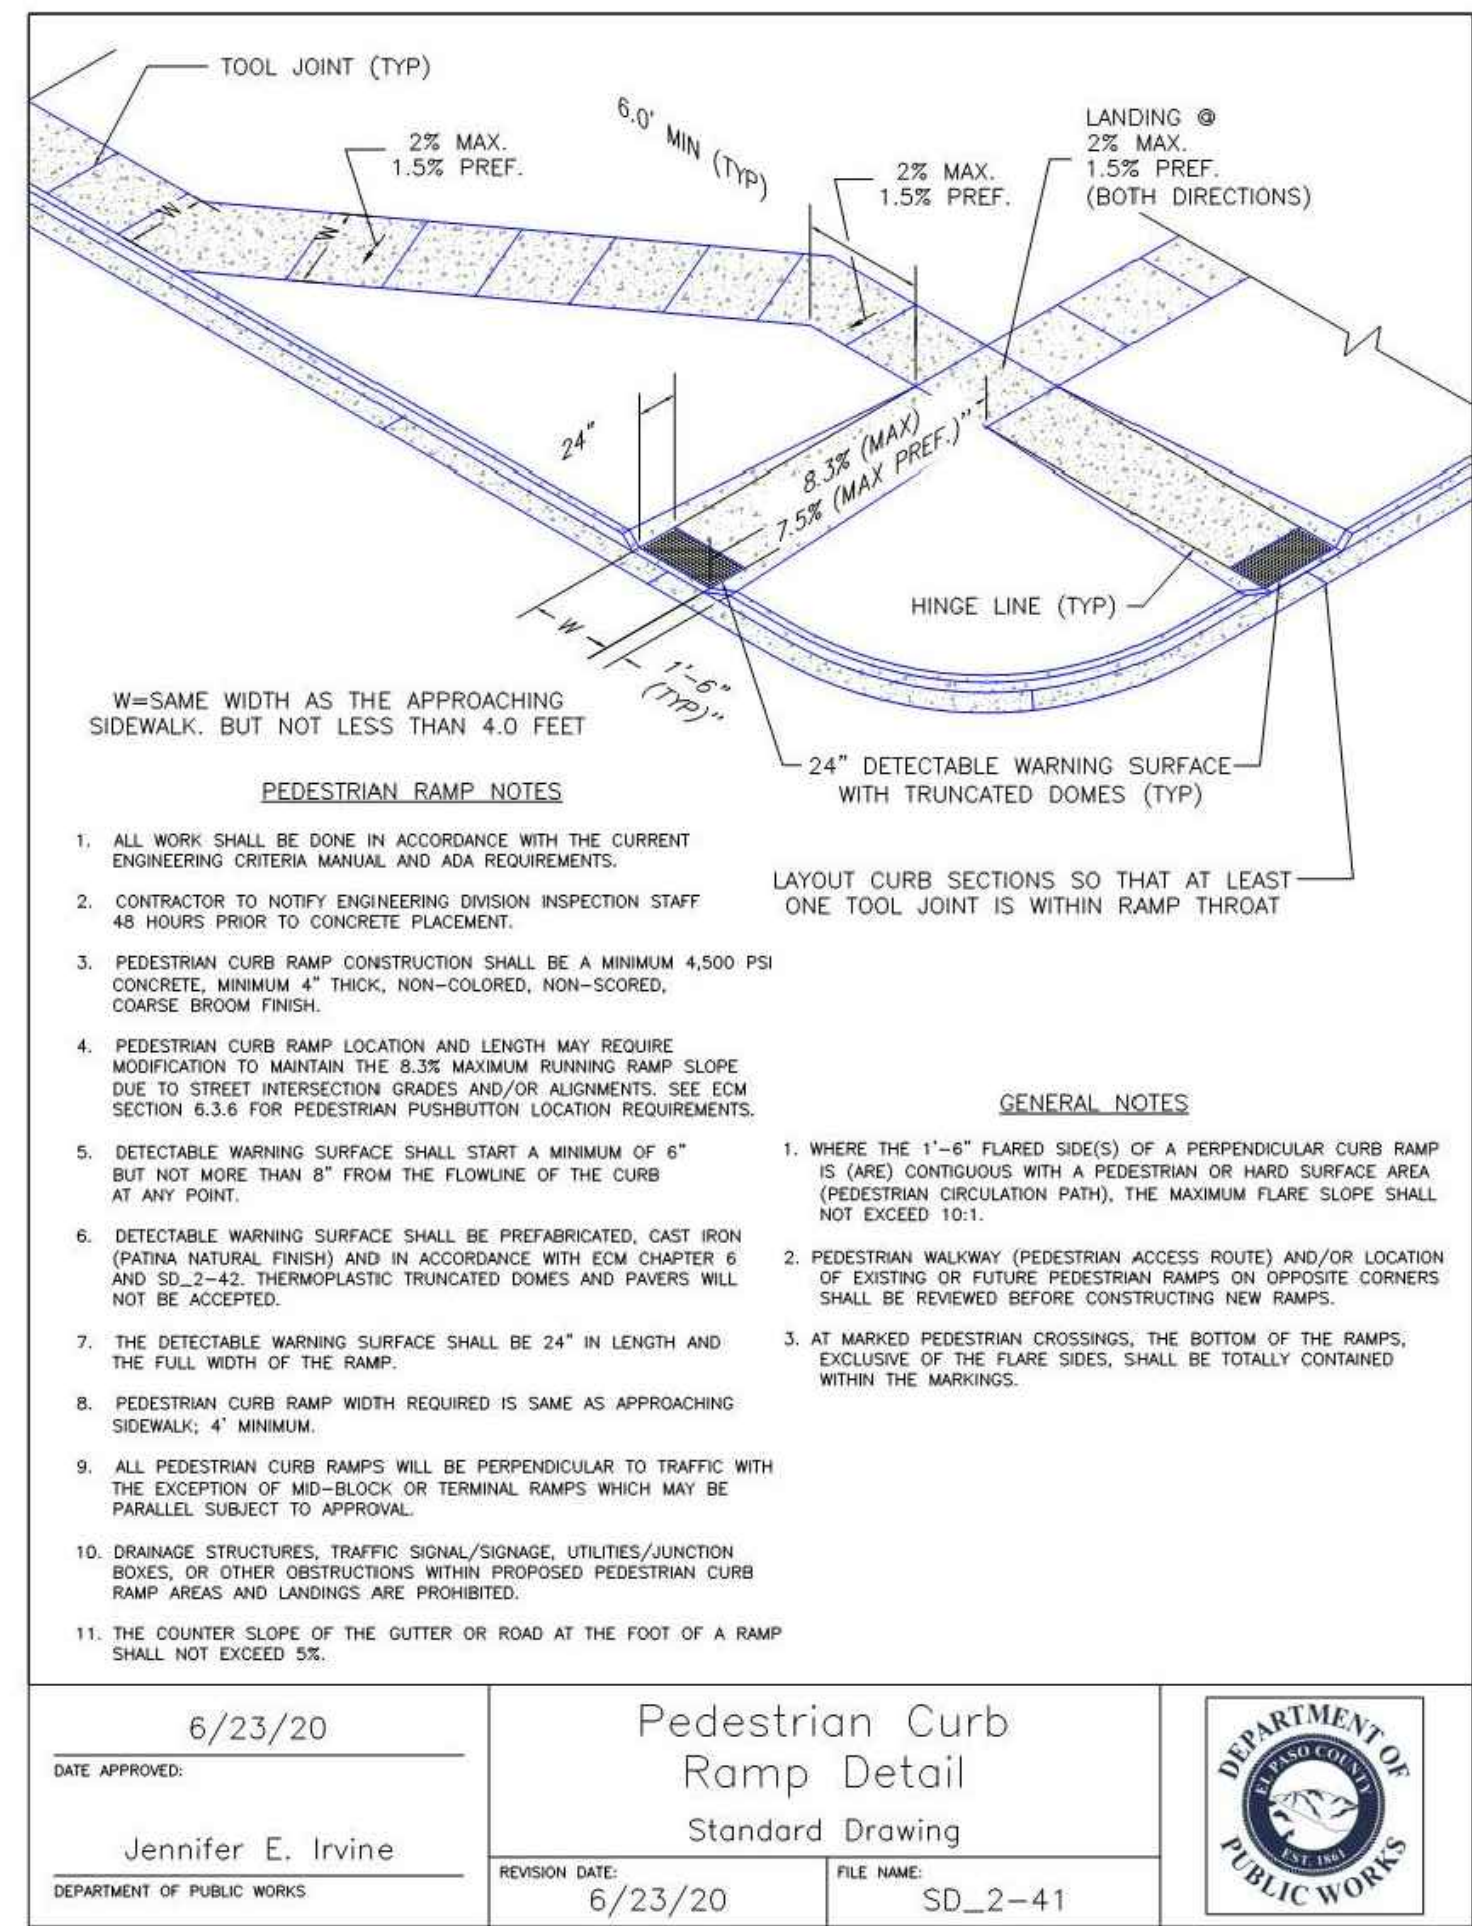 TOOL JOINT (TYP)
2% MAX.
1.5% PREF.
6.0' MIN (TYP)
2% MAX.
1.5% PREF.
LANDING @
2% MAX.
1.5% PREF.
(BOTH DIRECTIONS)
W
W
24"
8.3% (MAX)
7.5% (MAX PREF.)"
HINGE LINE (TYP)
W
1'-6"
(TYP)"
W=SAME WIDTH AS THE APPROACHING
SIDEWALK. BUT NOT LESS THAN 4.0 FEET
24" DETECTABLE WARNING SURFACE
WITH TRUNCATED DOMES (TYP)
LAYOUT CURB SECTIONS SO THAT AT LEAST
ONE TOOL JOINT IS WITHIN RAMP THROAT
PEDESTRIAN RAMP NOTES
1. ALL WORK SHALL BE DONE IN ACCORDANCE WITH THE CURRENT
ENGINEERING CRITERIA MANUAL AND ADA REQUIREMENTS.
2. CONTRACTOR TO NOTIFY ENGINEERING DIVISION INSPECTION STAFF
48 HOURS PRIOR TO CONCRETE PLACEMENT.
3. PEDESTRIAN CURB RAMP CONSTRUCTION SHALL BE A MINIMUM 4,500 PSI
CONCRETE, MINIMUM 4" THICK, NON-COLORED, NON-SCORED,
COARSE BROOM FINISH.
4. PEDESTRIAN CURB RAMP LOCATION AND LENGTH MAY REQUIRE
MODIFICATION TO MAINTAIN THE 8.3% MAXIMUM RUNNING RAMP SLOPE
DUE TO STREET INTERSECTION GRADES AND/OR ALIGNMENTS. SEE ECM
SECTION 6.3.6 FOR PEDESTRIAN PUSHBUTTON LOCATION REQUIREMENTS.
5. DETECTABLE WARNING SURFACE SHALL START A MINIMUM OF 6"
BUT NOT MORE THAN 8" FROM THE FLOWLINE OF THE CURB
AT ANY POINT.
6. DETECTABLE WARNING SURFACE SHALL BE PREFABRICATED, CAST IRON
(PATINA NATURAL FINISH) AND IN ACCORDANCE WITH ECM CHAPTER 6
AND SD_2-42. THERMOPLASTIC TRUNCATED DOMES AND PAVERS WILL
NOT BE ACCEPTED.
7. THE DETECTABLE WARNING SURFACE SHALL BE 24" IN LENGTH AND
THE FULL WIDTH OF THE RAMP.
8. PEDESTRIAN CURB RAMP WIDTH REQUIRED IS SAME AS APPROACHING
SIDEWALK; 4' MINIMUM.
9. ALL PEDESTRIAN CURB RAMPS WILL BE PERPENDICULAR TO TRAFFIC WITH
THE EXCEPTION OF MID-BLOCK OR TERMINAL RAMPS WHICH MAY BE
PARALLEL SUBJECT TO APPROVAL.
10. DRAINAGE STRUCTURES, TRAFFIC SIGNAL/SIGNAGE, UTILITIES/JUNCTION
BOXES, OR OTHER OBSTRUCTIONS WITHIN PROPOSED PEDESTRIAN CURB
RAMP AREAS AND LANDINGS ARE PROHIBITED.
11. THE COUNTER SLOPE OF THE GUTTER OR ROAD AT THE FOOT OF A RAMP
SHALL NOT EXCEED 5%.
GENERAL NOTES
1. WHERE THE 1'-6" FLARED SIDE(S) OF A PERPENDICULAR CURB RAMP
IS (ARE) CONTIGUOUS WITH A PEDESTRIAN OR HARD SURFACE AREA
(PEDESTRIAN CIRCULATION PATH), THE MAXIMUM FLARE SLOPE SHALL
NOT EXCEED 10:1.
2. PEDESTRIAN WALKWAY (PEDESTRIAN ACCESS ROUTE) AND/OR LOCATION
OF EXISTING OR FUTURE PEDESTRIAN RAMPS ON OPPOSITE CORNERS
SHALL BE REVIEWED BEFORE CONSTRUCTING NEW RAMPS.
3. AT MARKED PEDESTRIAN CROSSINGS, THE BOTTOM OF THE RAMPS,
EXCLUSIVE OF THE FLARE SIDES, SHALL BE TOTALLY CONTAINED
WITHIN THE MARKINGS.
6/23/20
DATE APPROVED:
Jennifer E. Irvine
DEPARTMENT OF PUBLIC WORKS
Pedestrian Curb
Ramp Detail
Standard Drawing
REVISION DATE:
6/23/20
FILE NAME:
SD_2-41
DEPARTMENT OF
EL PASO COUNTY
EST. 1861
PUBLIC WORKS